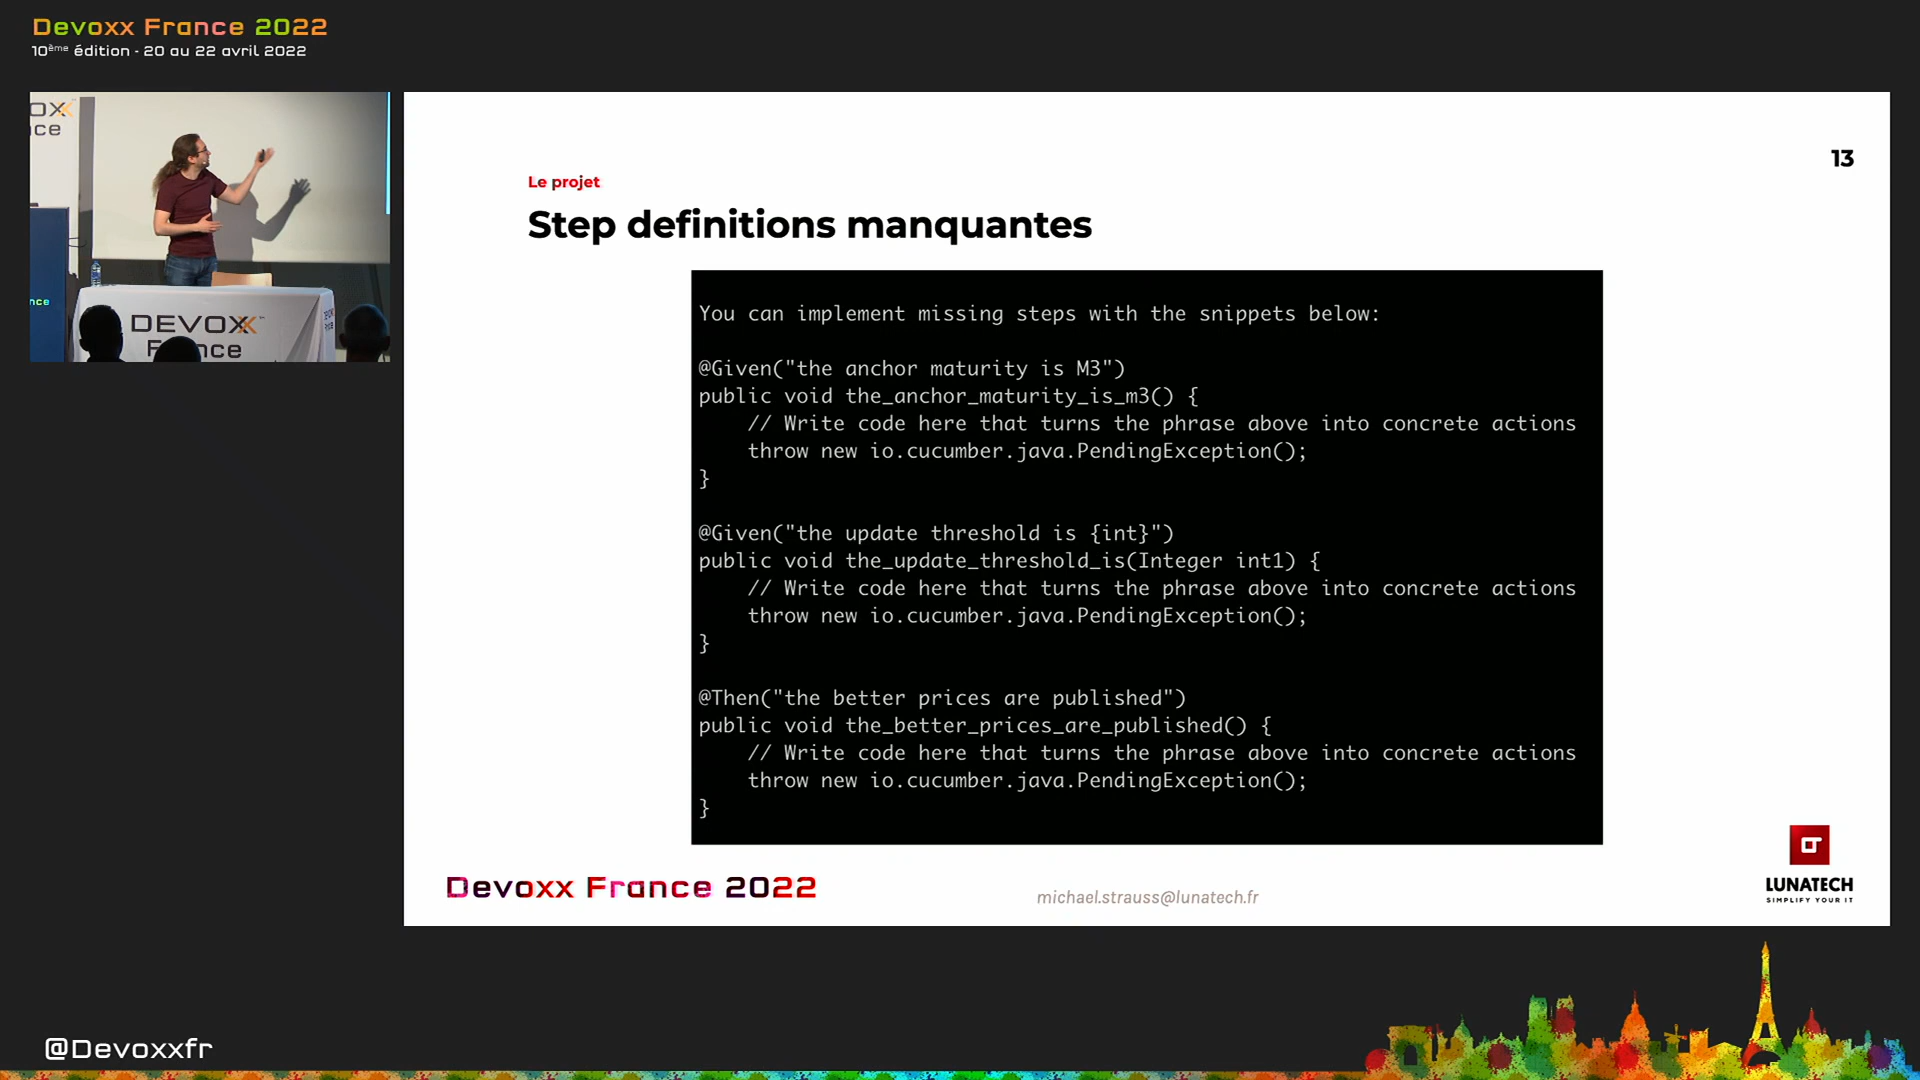 Devoxx France 2022
10ème édition - 20 au 22 avril 2022
OX
ce
nce
DEVOXX
France
13
Le projet
Step definitions manquantes
You can implement missing steps with the snippets below:
@Given("the anchor maturity is M3")
public void the_anchor_maturity_is_m3() {
// Write code here that turns the phrase above into concrete actions
throw new io.cucumber.java.PendingException();
}
@Given("the update threshold is {int}")
public void the_update_threshold_is(Integer int1) {
// Write code here that turns the phrase above into concrete actions
throw new io.cucumber.java.PendingException();
}
@Then("the better prices are published")
public void the_better_prices_are_published() {
// Write code here that turns the phrase above into concrete actions
throw new io.cucumber.java.PendingException();
}
Devoxx France 2022
michael.strauss@lunatech.fr
LUNATECH
SIMPLIFY YOUR IT
@Devoxxfr